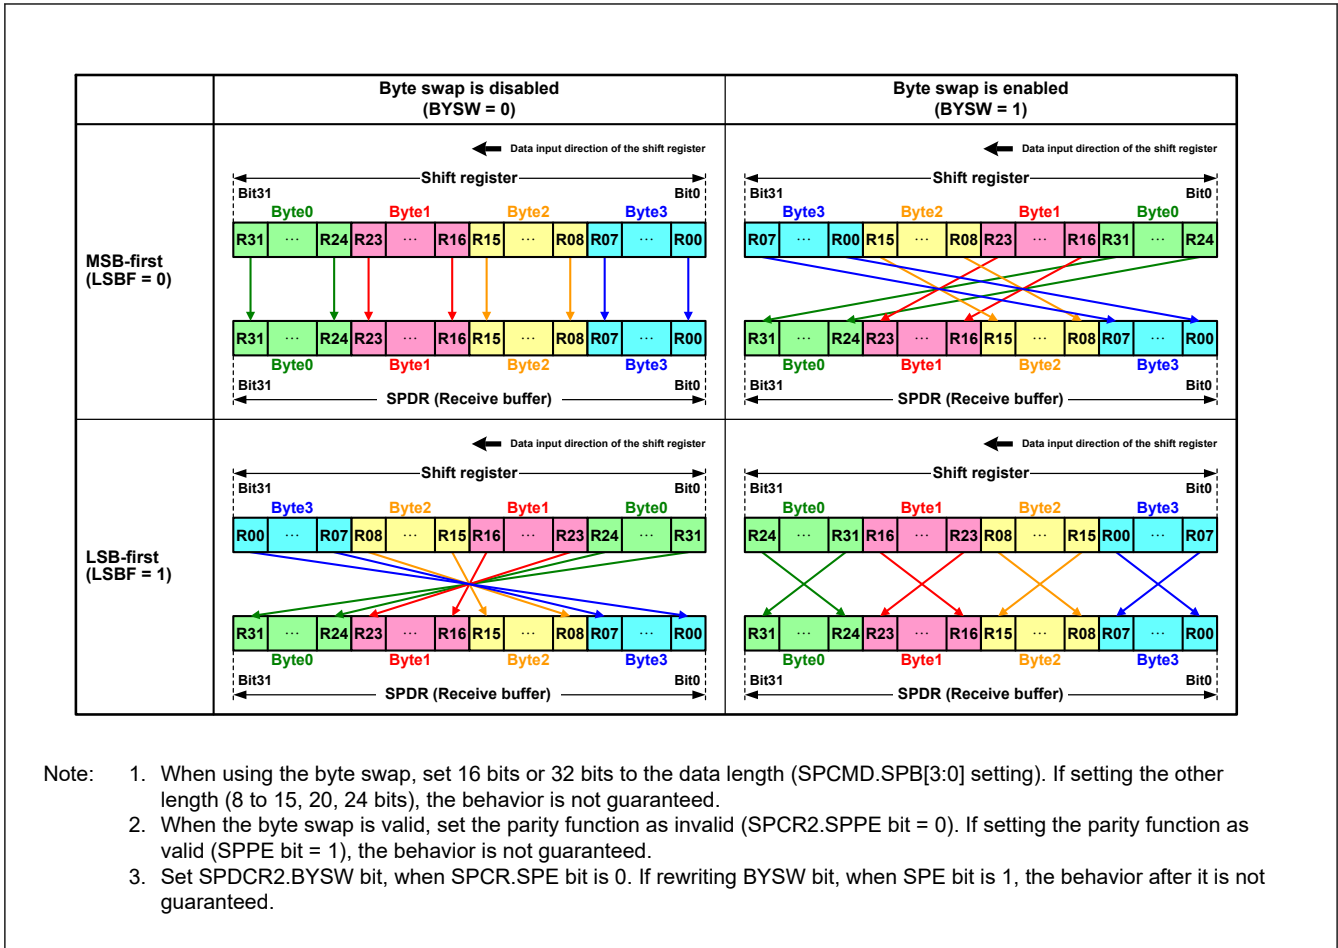 Byte swap is disabled
(BYSW = 0)
Byte swap is enabled
(BYSW = 1)
MSB-first
(LSBF = 0)
Data input direction of the shift register
Shift register
Bit31 Bit0
Byte0 Byte1 Byte2 Byte3
R31 ... R24 R23 ... R16 R15 ... R08 R07 ... R00
R31 ... R24 R23 ... R16 R15 ... R08 R07 ... R00
Byte0 Byte1 Byte2 Byte3
Bit31 Bit0
SPDR (Receive buffer)
Data input direction of the shift register
Shift register
Bit31 Bit0
Byte3 Byte2 Byte1 Byte0
R07 ... R00 R15 ... R08 R23 ... R16 R31 ... R24
R31 ... R24 R23 ... R16 R15 ... R08 R07 ... R00
Byte0 Byte1 Byte2 Byte3
Bit31 Bit0
SPDR (Receive buffer)
LSB-first
(LSBF = 1)
Data input direction of the shift register
Shift register
Bit31 Bit0
Byte3 Byte2 Byte1 Byte0
R00 ... R07 R08 ... R15 R16 ... R23 R24 ... R31
R31 ... R24 R23 ... R16 R15 ... R08 R07 ... R00
Byte0 Byte1 Byte2 Byte3
Bit31 Bit0
SPDR (Receive buffer)
Data input direction of the shift register
Shift register
Bit31 Bit0
Byte0 Byte1 Byte2 Byte3
R24 ... R31 R16 ... R23 R08 ... R15 R00 ... R07
R31 ... R24 R23 ... R16 R15 ... R08 R07 ... R00
Byte0 Byte1 Byte2 Byte3
Bit31 Bit0
SPDR (Receive buffer)
Note: 1. When using the byte swap, set 16 bits or 32 bits to the data length (SPCMD.SPB[3:0] setting). If setting the other
length (8 to 15, 20, 24 bits), the behavior is not guaranteed.
2. When the byte swap is valid, set the parity function as invalid (SPCR2.SPPE bit = 0). If setting the parity function as
valid (SPPE bit = 1), the behavior is not guaranteed.
3. Set SPDCR2.BYSW bit, when SPCR.SPE bit is 0. If rewriting BYSW bit, when SPE bit is 1, the behavior after it is not
guaranteed.